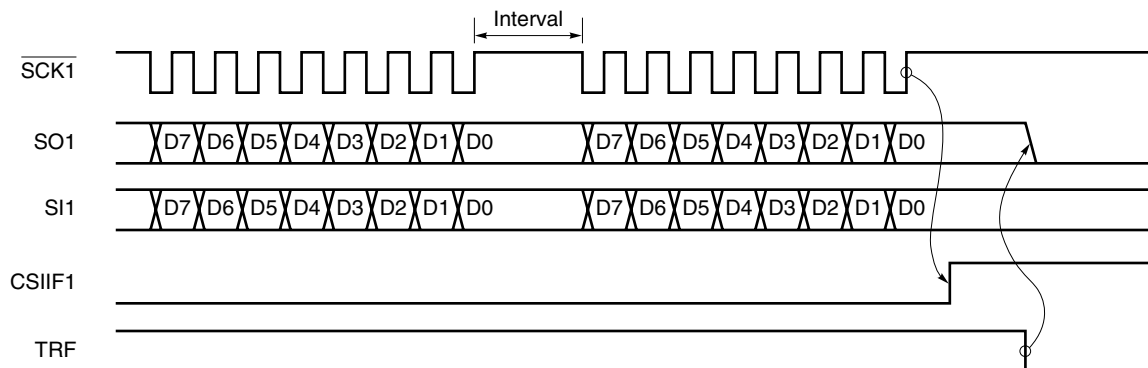 Interval
SCK1
SO1 D7 D6 D5 D4 D3 D2 D1 D0 D7 D6 D5 D4 D3 D2 D1 D0
SI1 D7 D6 D5 D4 D3 D2 D1 D0 D7 D6 D5 D4 D3 D2 D1 D0
CSIIF1
TRF